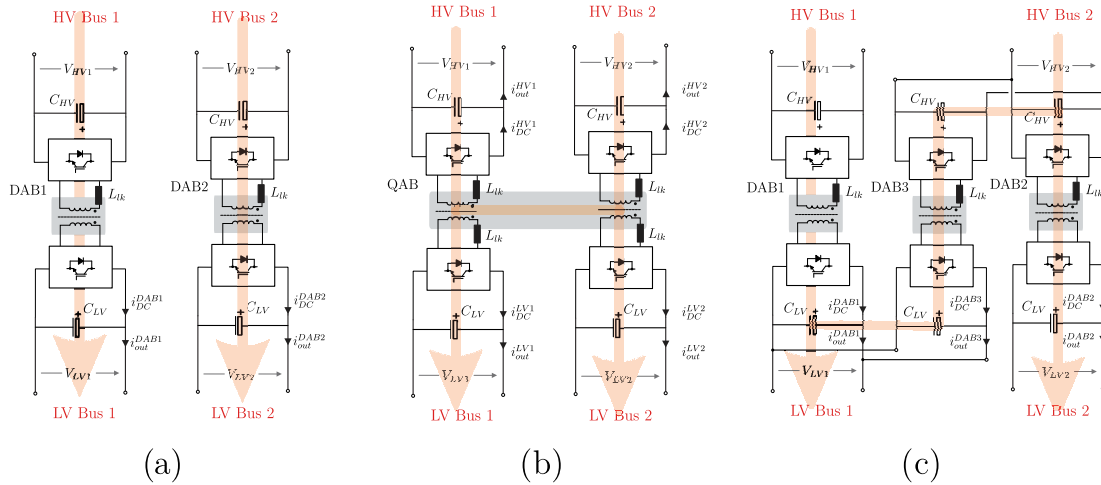 HV Bus 1
HV Bus 2
V_HV1
V_HV2
C_HV
C_HV
DAB1
L_lk
DAB2
L_lk
C_LV
i_DC^DAB1
i_out^DAB1
C_LV
i_DC^DAB2
i_out^DAB2
V_LV1
V_LV2
LV Bus 1
LV Bus 2
(a)
HV Bus 1
HV Bus 2
V_HV1
V_HV2
i_out^HV1
i_out^HV2
C_HV
C_HV
i_DC^HV1
i_DC^HV2
QAB
L_lk
L_lk
L_lk
L_lk
C_LV
i_DC^LV1
i_out^LV1
C_LV
i_DC^LV2
i_out^LV2
V_LV2
LV Bus 1
LV Bus 2
(b)
HV Bus 1
HV Bus 2
V_HV1
V_HV2
C_HV
C_HV
C_HV
DAB1
L_lk
DAB3
L_lk
DAB2
L_lk
C_LV
i_DC^DAB1
i_out^DAB1
C_LV
i_DC^DAB3
i_out^DAB3
C_LV
i_DC^DAB2
i_out^DAB2
V_LV1
V_LV2
LV Bus 1
LV Bus 2
(c)